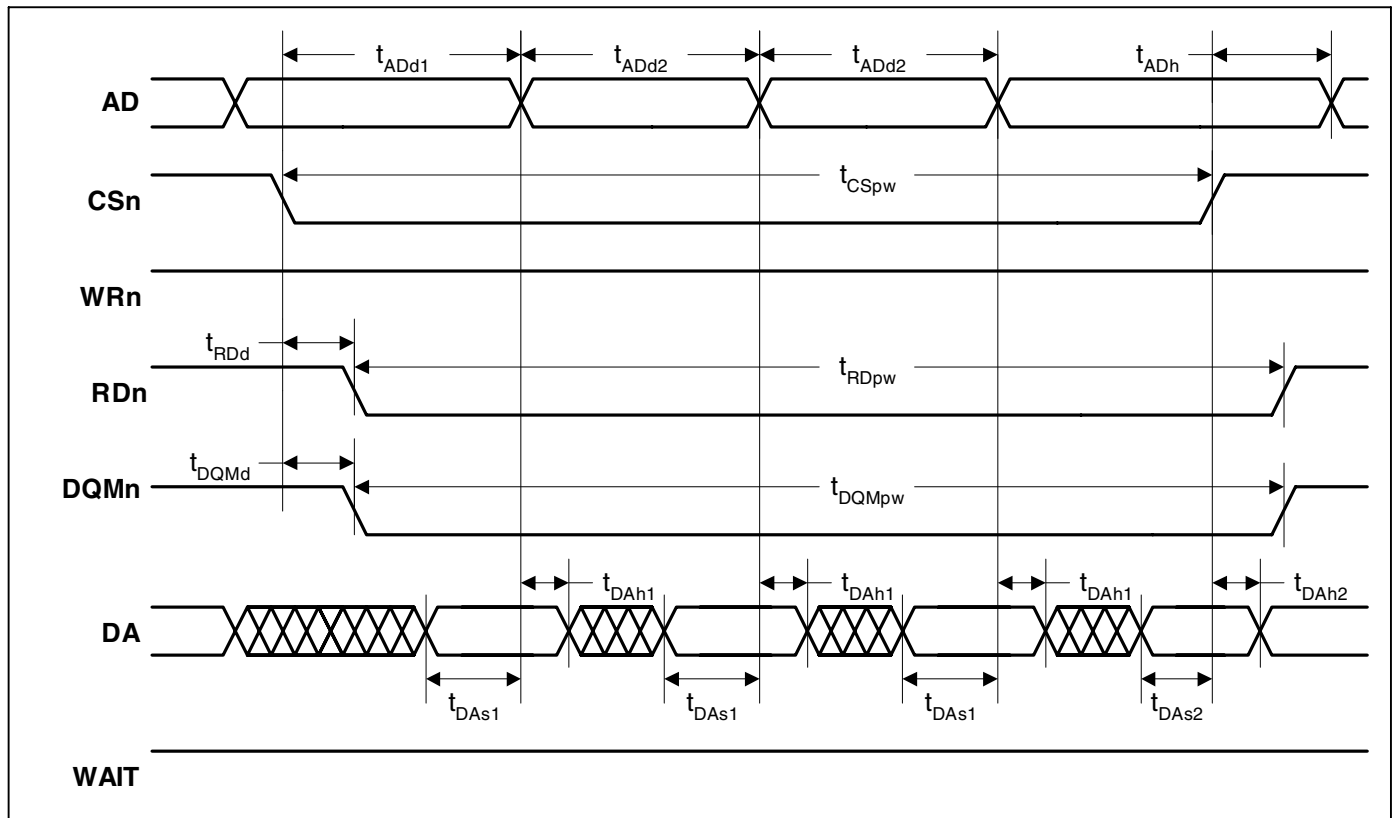 tADd1 tADd2 tADd2 tADh
AD
tCSpw
CSn
WRn
tRDd tRDpw
RDn
tDQMd tDQMpw
DQMn
tDAh1 tDAh1 tDAh1 tDAh2
DA
tDAs1 tDAs1 tDAs1 tDAs2
WAIT